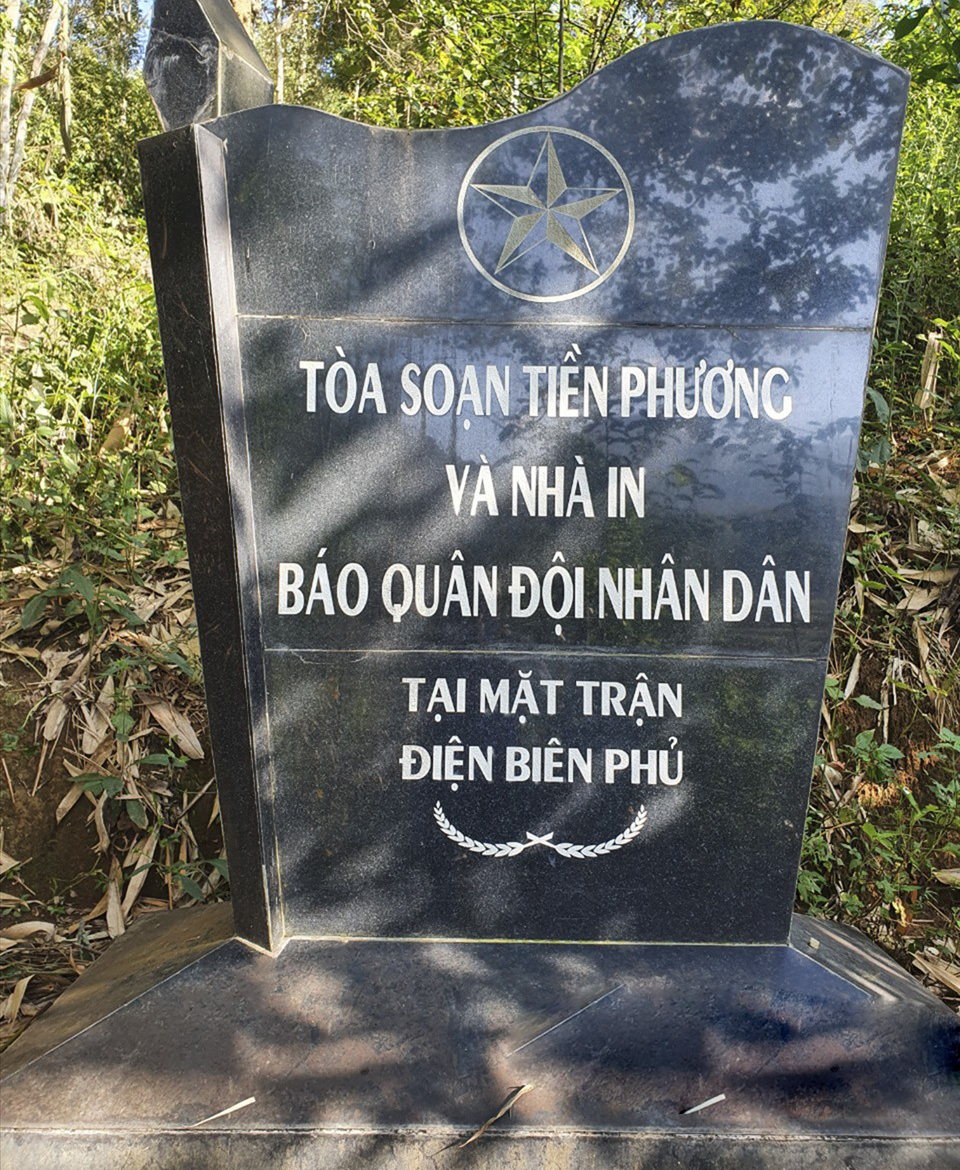 TÒA SOẠN TIỀN PHƯƠNG
VÀ NHÀ IN
BÁO QUÂN ĐỘI NHÂN DÂN
TẠI MẶT TRẬN
ĐIỆN BIÊN PHỦ